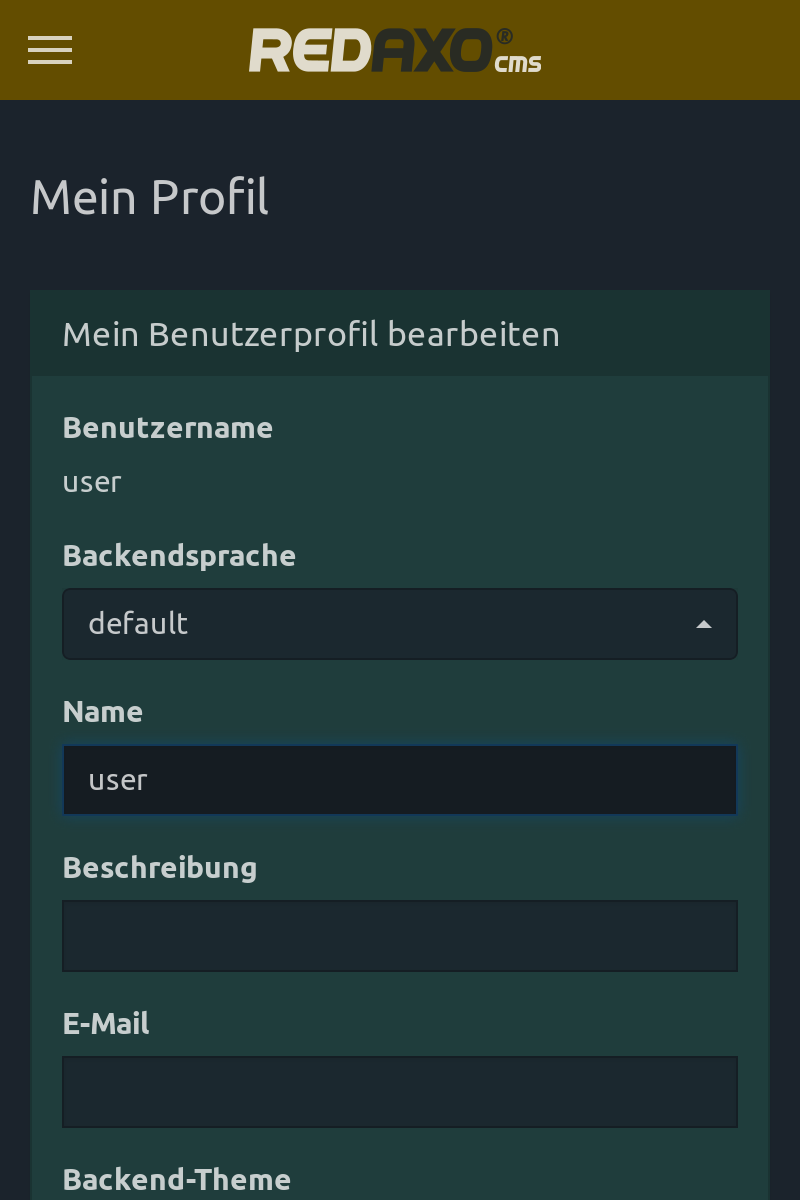 REDAXO® cms
Mein Profil
Mein Benutzerprofil bearbeiten
Benutzername
user
Backendsprache
default
Name
user
Beschreibung
E-Mail
Backend-Theme